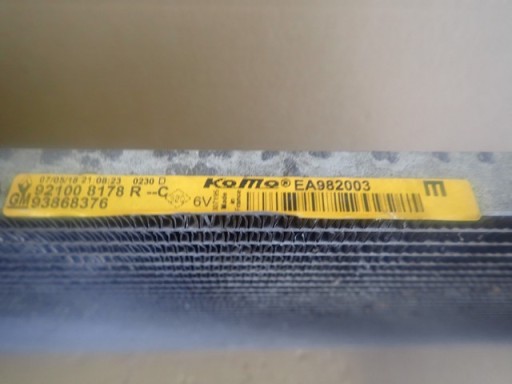 07/05/18 21:08:23 0230 D
92100 8178 R --C
GM 93868376
6V
KOMO® EA982003
m